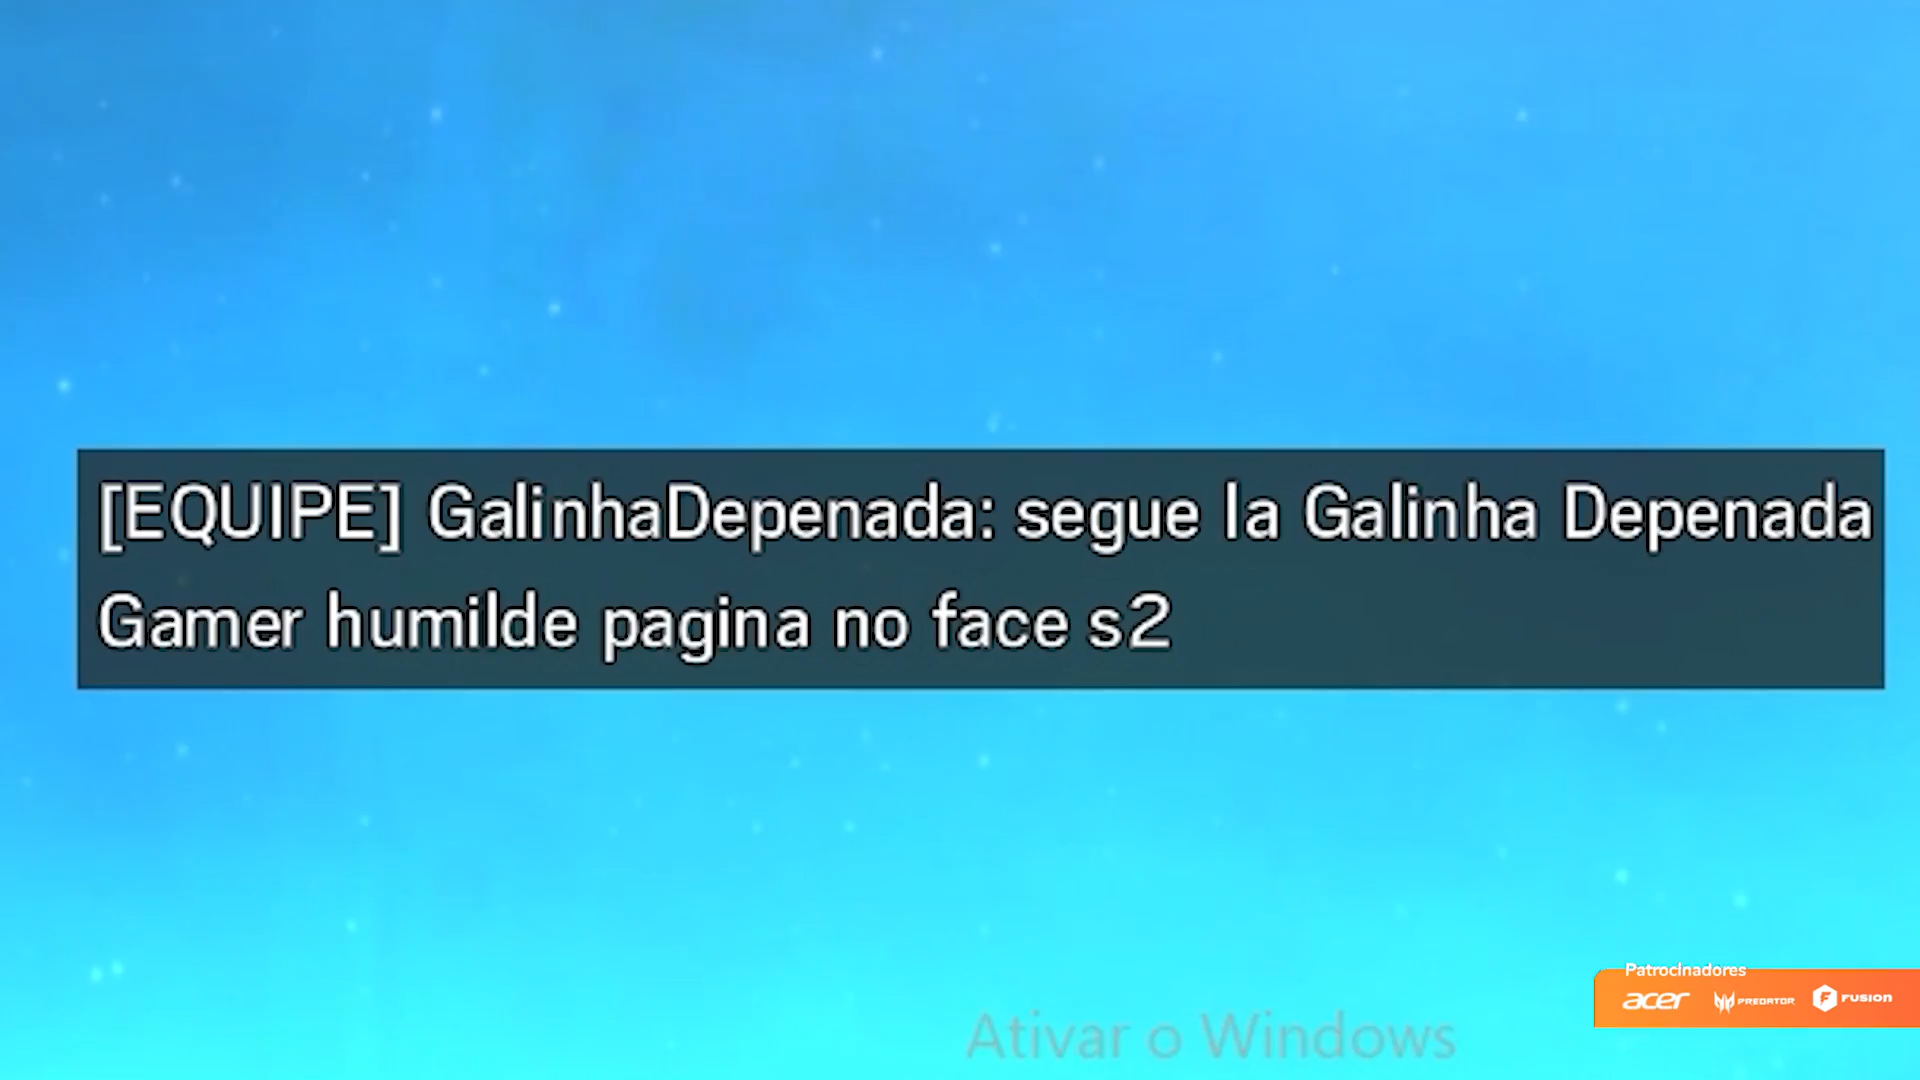 [EQUIPE] GalinhaDepenada: segue la Galinha Depenada
Gamer humilde pagina no face s2
Patrocinadores
acer PREDATOR F FUSION
Ativar o Windows